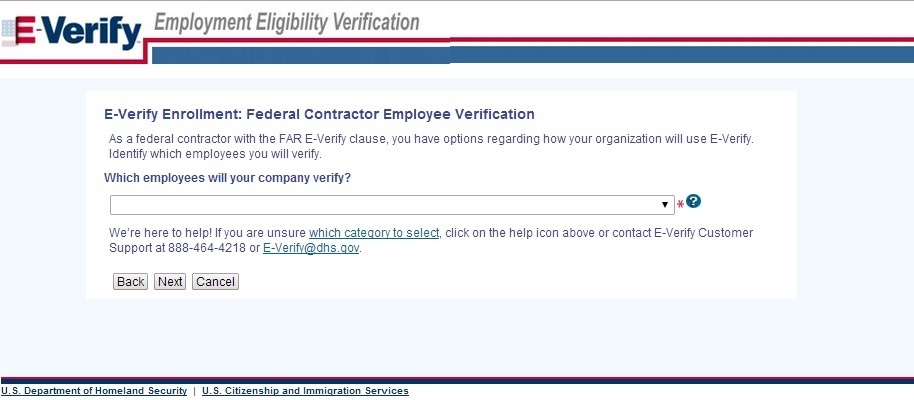 E-Verify Employment Eligibility Verification
E-Verify Enrollment: Federal Contractor Employee Verification
As a federal contractor with the FAR E-Verify clause, you have options regarding how your organization will use E-Verify.
Identify which employees you will verify.
Which employees will your company verify?
* ?
We're here to help! If you are unsure which category to select, click on the help icon above or contact E-Verify Customer
Support at 888-464-4218 or E-Verify@dhs.gov.
Back Next Cancel
U.S. Department of Homeland Security | U.S. Citizenship and Immigration Services